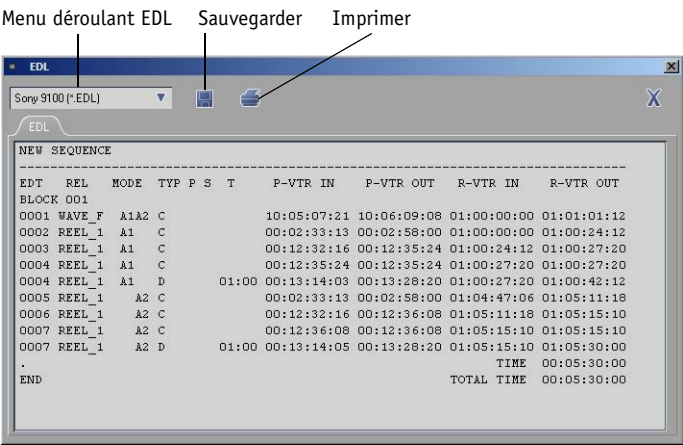 Menu déroulant EDL Sauvegarder Imprimer
EDL
Sony 9100 (*.EDL)
EDL
NEW SEQUENCE
--------------------------------------------------------------------------------
EDT REL MODE TYP P S T P-VTR IN P-VTR OUT R-VTR IN R-VTR OUT
BLOCK 001
0001 WAVE_F A1A2 C 10:05:07:21 10:06:09:08 01:00:00:00 01:01:01:12
0002 REEL_1 A1 C 00:02:33:13 00:02:58:00 01:00:00:00 01:00:24:12
0003 REEL_1 A1 C 00:12:32:16 00:12:35:24 01:00:24:12 01:00:27:20
0004 REEL_1 A1 C 00:12:35:24 00:12:35:24 01:00:27:20 01:00:27:20
0004 REEL_1 A1 D 01:00 00:13:14:03 00:13:28:20 01:00:27:20 01:00:42:12
0005 REEL_1 A2 C 00:02:33:13 00:02:58:00 01:04:47:06 01:05:11:18
0006 REEL_1 A2 C 00:12:32:16 00:12:36:08 01:05:11:18 01:05:15:10
0007 REEL_1 A2 C 00:12:36:08 00:12:36:08 01:05:15:10 01:05:15:10
0007 REEL_1 A2 D 01:00 00:13:14:05 00:13:28:20 01:05:15:10 01:05:30:00
. TIME 00:05:30:00
END TOTAL TIME 00:05:30:00